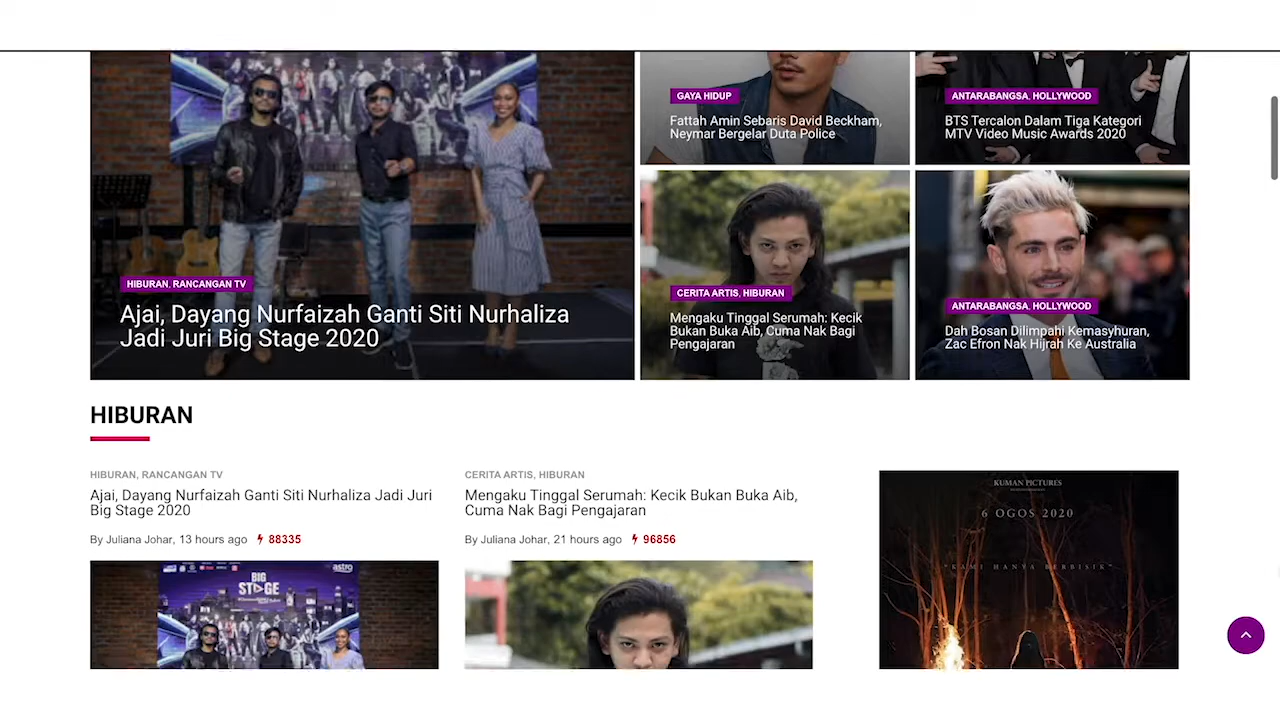 GAYA HIDUP
Fattah Amin Sebaris David Beckham,
Neymar Bergelar Duta Police
ANTARABANGSA, HOLLYWOOD
BTS Tercalon Dalam Tiga Kategori
MTV Video Music Awards 2020
HIBURAN, RANCANGAN TV
Ajai, Dayang Nurfaizah Ganti Siti Nurhaliza
Jadi Juri Big Stage 2020
CERITA ARTIS, HIBURAN
Mengaku Tinggal Serumah: Kecik
Bukan Buka Aib, Cuma Nak Bagi
Pengajaran
ANTARABANGSA, HOLLYWOOD
Dah Bosan Dilimpahi Kemasyhuran,
Zac Efron Nak Hijrah Ke Australia
HIBURAN
HIBURAN, RANCANGAN TV
Ajai, Dayang Nurfaizah Ganti Siti Nurhaliza Jadi Juri
Big Stage 2020
By Juliana Johar, 13 hours ago 88335
BIG
STAGE
astro
CERITA ARTIS, HIBURAN
Mengaku Tinggal Serumah: Kecik Bukan Buka Aib,
Cuma Nak Bagi Pengajaran
By Juliana Johar, 21 hours ago 96856
KUMAN PICTURES
6 OGOS 2020
"KAMI HANYA BERBISIK"